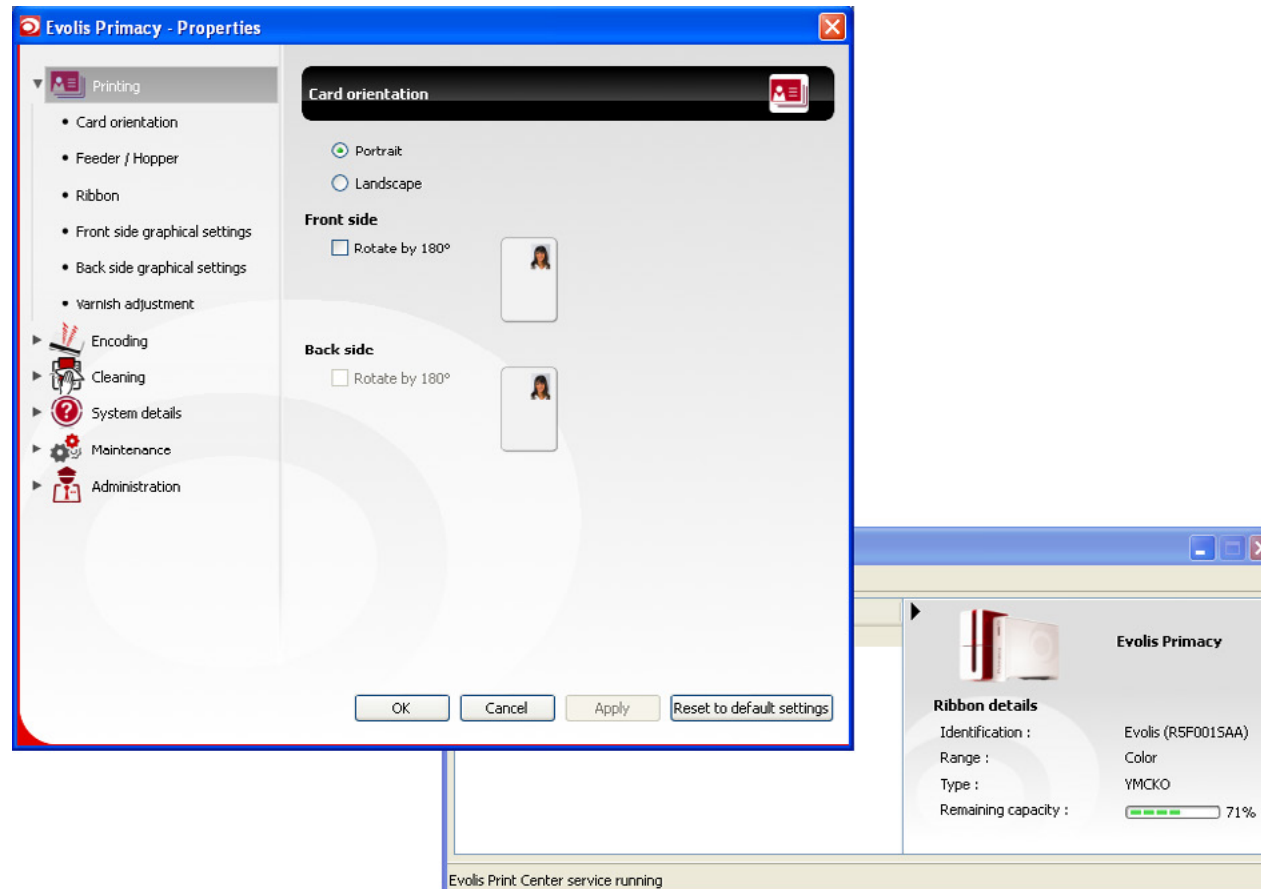 Evolis Primacy - Properties
Printing
• Card orientation
• Feeder / Hopper
• Ribbon
• Front side graphical settings
• Back side graphical settings
• Varnish adjustment
Encoding
Cleaning
System details
Maintenance
Administration
Card orientation
Portrait
Landscape
Front side
Rotate by 180°
Back side
Rotate by 180°
OK Cancel Apply Reset to default settings
Evolis Primacy
Ribbon details
Identification : Evolis (R5F001SAA)
Range : Color
Type : YMCKO
Remaining capacity : 71%
Evolis Print Center service running